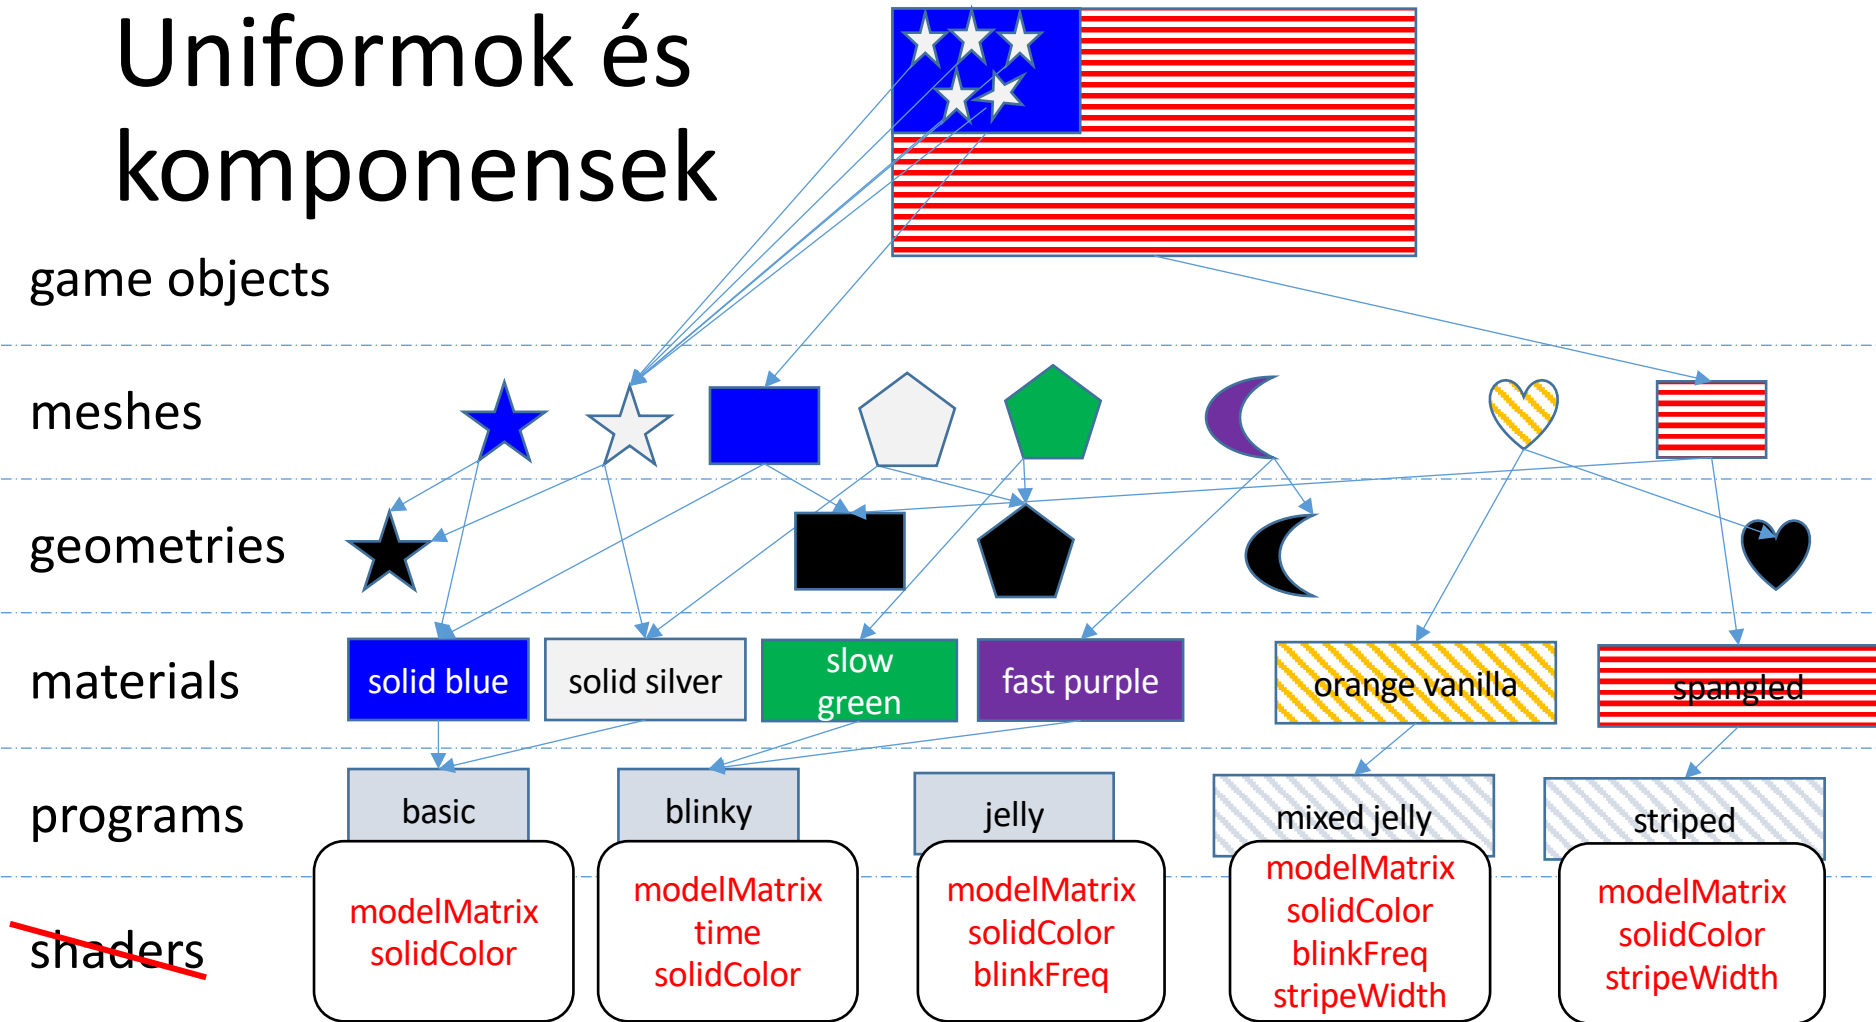 Uniformok és
komponensek
game objects
meshes
geometries
materials
solid blue
solid silver
slow
green
fast purple
orange vanilla
spangled
programs
basic
blinky
jelly
mixed jelly
striped
shaders
modelMatrix
solidColor
modelMatrix
time
solidColor
modelMatrix
solidColor
blinkFreq
modelMatrix
solidColor
blinkFreq
stripeWidth
modelMatrix
solidColor
stripeWidth